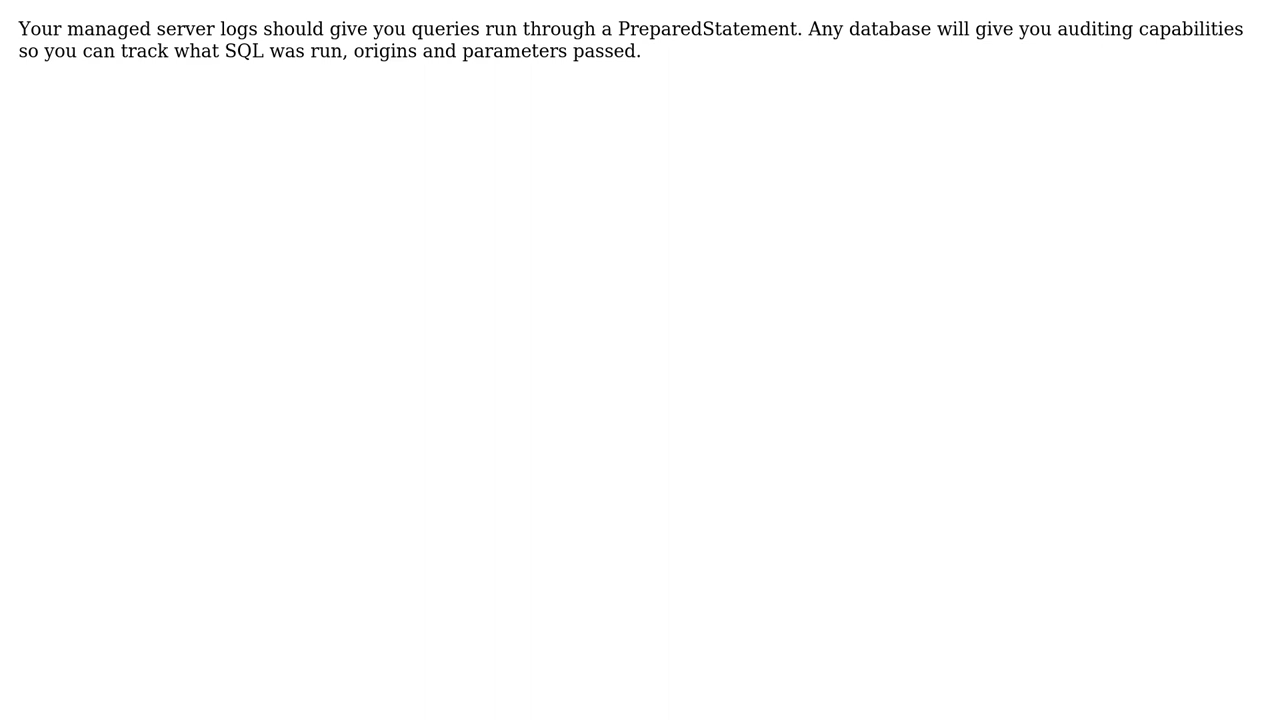 Your managed server logs should give you queries run through a PreparedStatement. Any database will give you auditing capabilities
so you can track what SQL was run, origins and parameters passed.